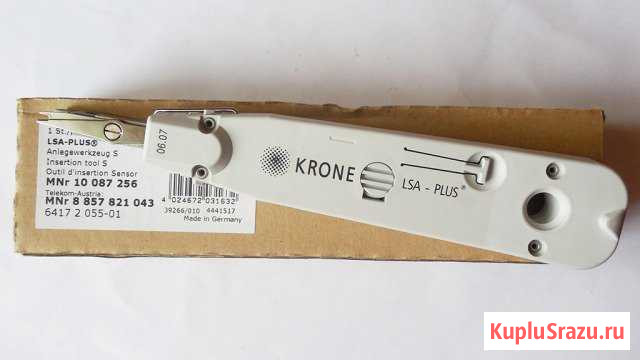 1 St./
LSA-PLUS®
Anlegewerkzeug S
Insertion tool S
Outil d'insertion Sensor
MNr 10 087 256
Telekom-Austria:
MNr 8 857 821 043
6417 2 055-01
4 024672 031632
39266/010 4441517
Made in Germany
06.07
KRONE
LSA - PLUS®
KupluSrazu.ru